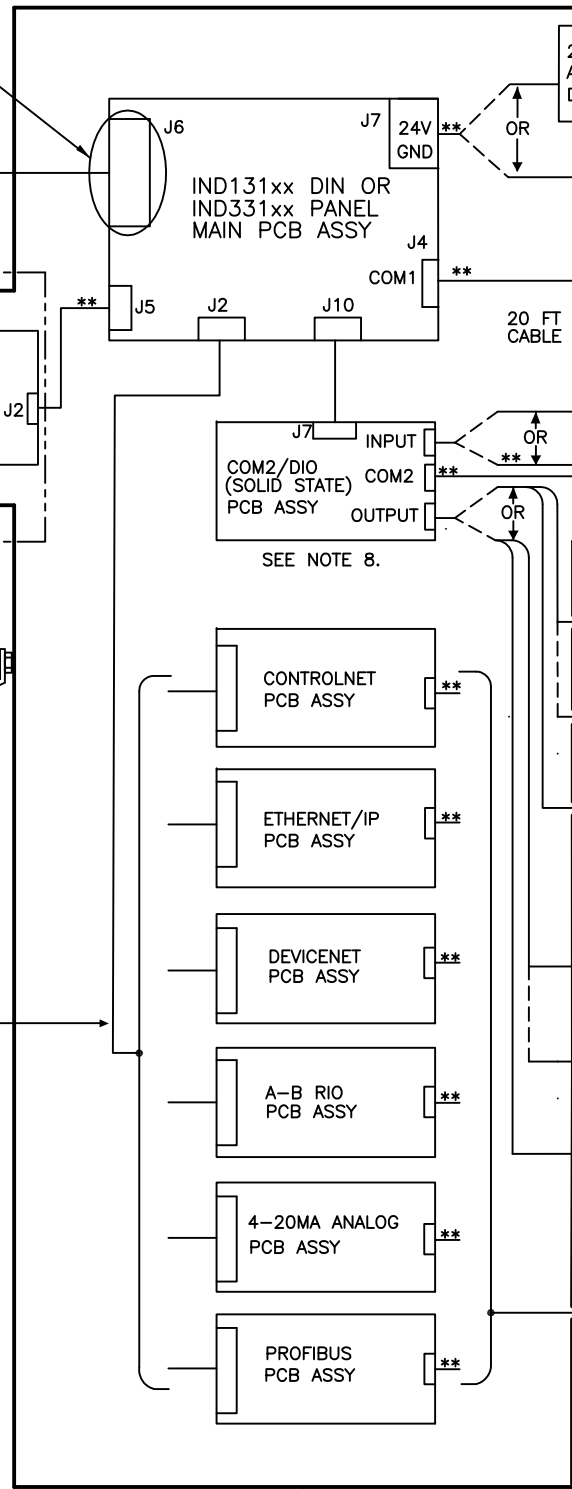 J6
J7
24V
GND
**
OR
2
A
D
IND131xx DIN OR
IND331xx PANEL
MAIN PCB ASSY
J4
COM1
**
**
J5
J2
J10
20 FT
CABLE
J2
J7
INPUT
OR
**
COM2/DIO
(SOLID STATE)
PCB ASSY
COM2
**
OUTPUT
OR
SEE NOTE 8.
CONTROLNET
PCB ASSY
**
ETHERNET/IP
PCB ASSY
**
DEVICENET
PCB ASSY
**
A-B RIO
PCB ASSY
**
4-20MA ANALOG
PCB ASSY
**
PROFIBUS
PCB ASSY
**